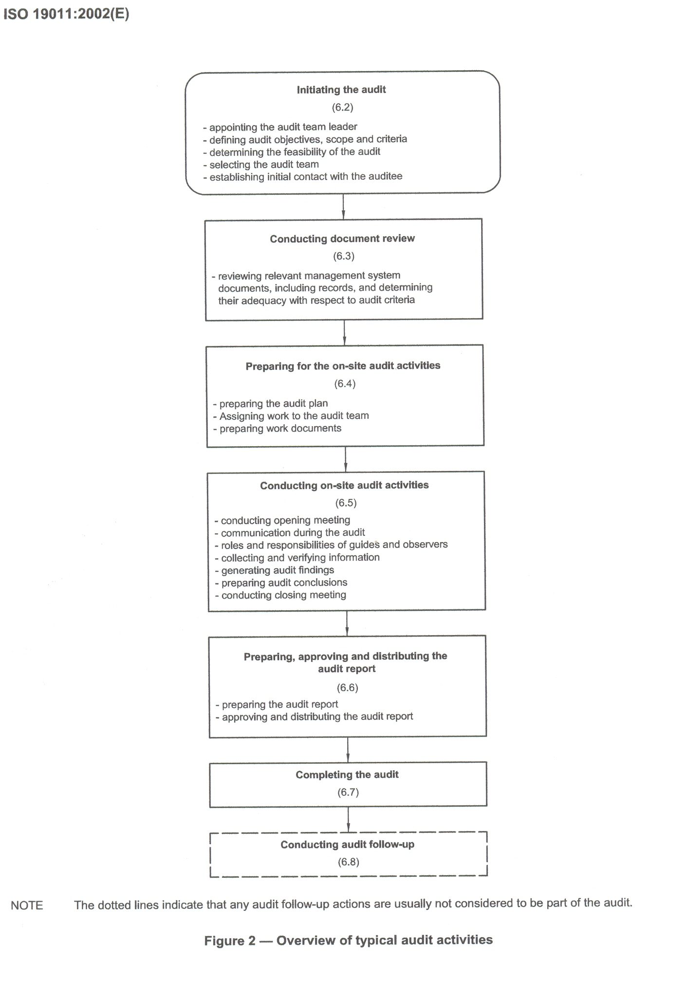 ISO 19011:2002(E)
Initiating the audit
(6.2)
- appointing the audit team leader
- defining audit objectives, scope and criteria
- determining the feasibility of the audit
- selecting the audit team
- establishing initial contact with the auditee
Conducting document review
(6.3)
- reviewing relevant management system
documents, including records, and determining
their adequacy with respect to audit criteria
Preparing for the on-site audit activities
(6.4)
- preparing the audit plan
- Assigning work to the audit team
- preparing work documents
Conducting on-site audit activities
(6.5)
- conducting opening meeting
- communication during the audit
- roles and responsibilities of guides and observers
- collecting and verifying information
- generating audit findings
- preparing audit conclusions
- conducting closing meeting
Preparing, approving and distributing the
audit report
(6.6)
- preparing the audit report
- approving and distributing the audit report
Completing the audit
(6.7)
Conducting audit follow-up
(6.8)
NOTE The dotted lines indicate that any audit follow-up actions are usually not considered to be part of the audit.
Figure 2 — Overview of typical audit activities